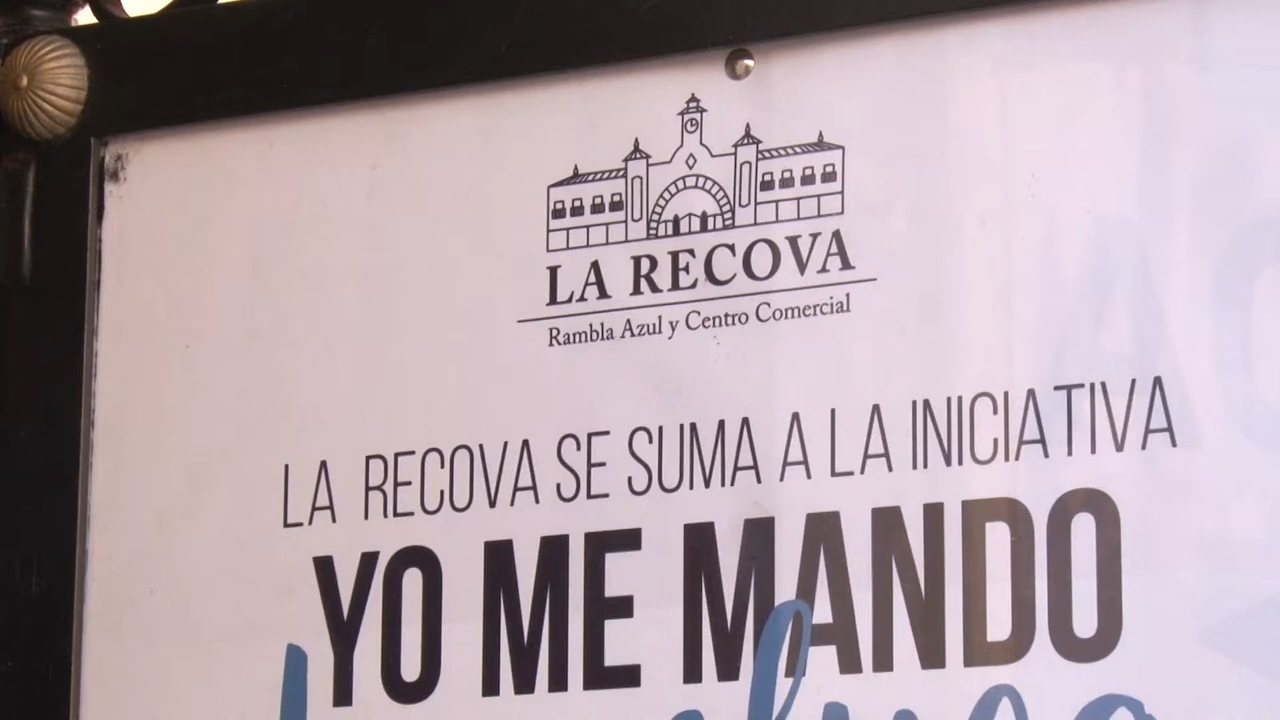 LA RECOVA
Rambla Azul y Centro Comercial
LA RECOVA SE SUMA A LA INICIATIVA
YO ME MANDO